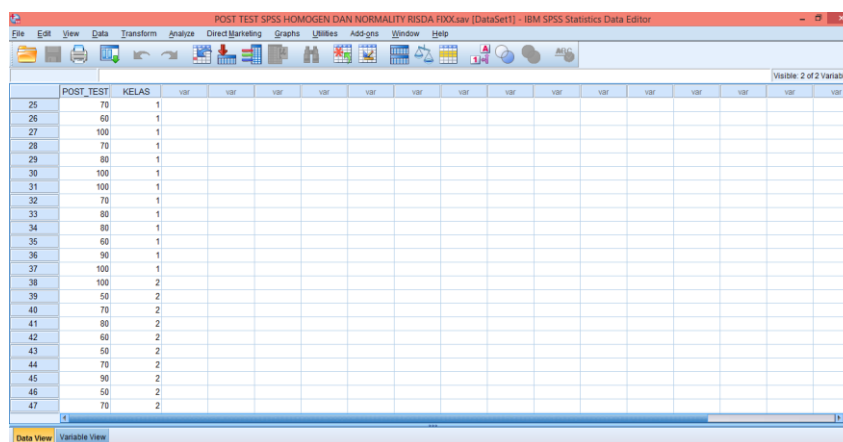 POST TEST SPSS HOMOGEN DAN NORMALITY RISDA FIXX.sav [DataSet1] - IBM SPSS Statistics Data Editor
File Edit View Data Transform Analyze Direct Marketing Graphs Utilities Add-ons Window Help
Visible: 2 of 2 Variab
POST_TEST KELAS var var var var var var var var var var var var var var var
25 70 1
26 60 1
27 100 1
28 70 1
29 80 1
30 100 1
31 100 1
32 70 1
33 80 1
34 80 1
35 60 1
36 90 1
37 100 1
38 100 2
39 50 2
40 70 2
41 80 2
42 60 2
43 50 2
44 70 2
45 90 2
46 50 2
47 70 2
Data View Variable View